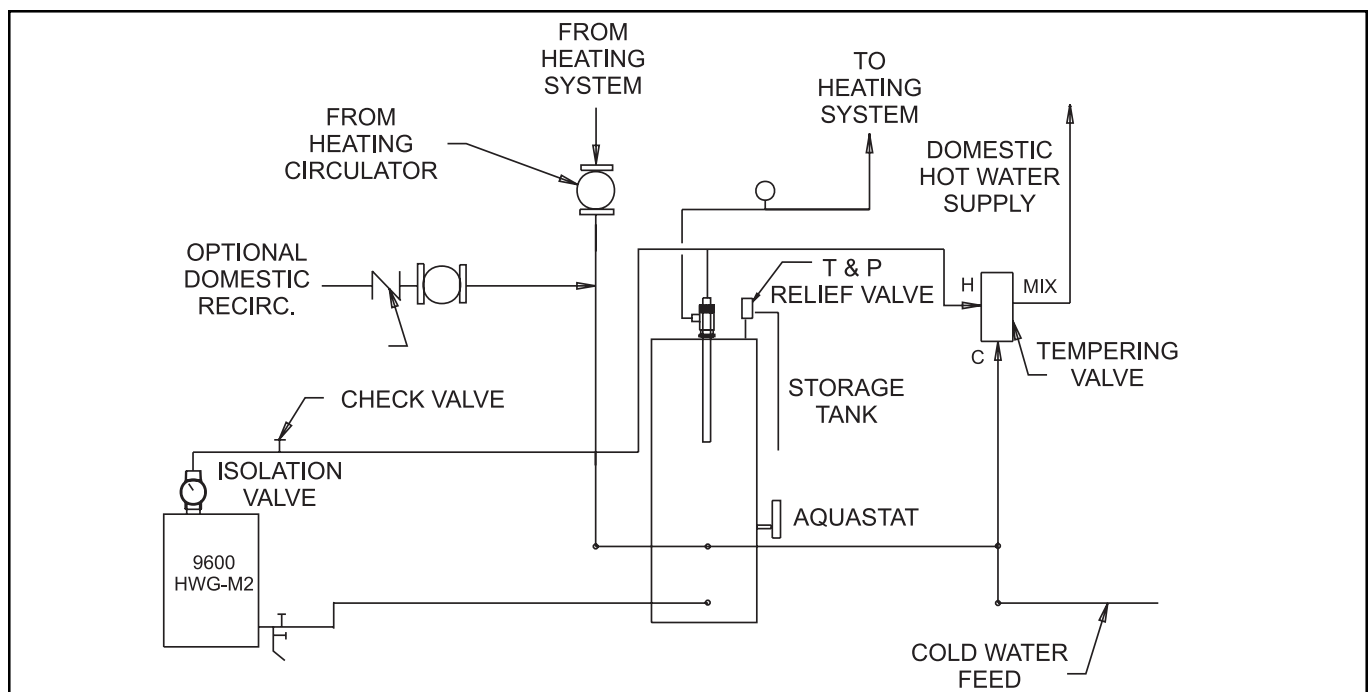 FROM
HEATING
SYSTEM
TO
HEATING
SYSTEM
FROM
HEATING
CIRCULATOR
DOMESTIC
HOT WATER
SUPPLY
OPTIONAL
DOMESTIC
RECIRC.
T & P
RELIEF VALVE
H
MIX
C
TEMPERING
VALVE
STORAGE
TANK
CHECK VALVE
ISOLATION
VALVE
AQUASTAT
9600
HWG-M2
COLD WATER
FEED